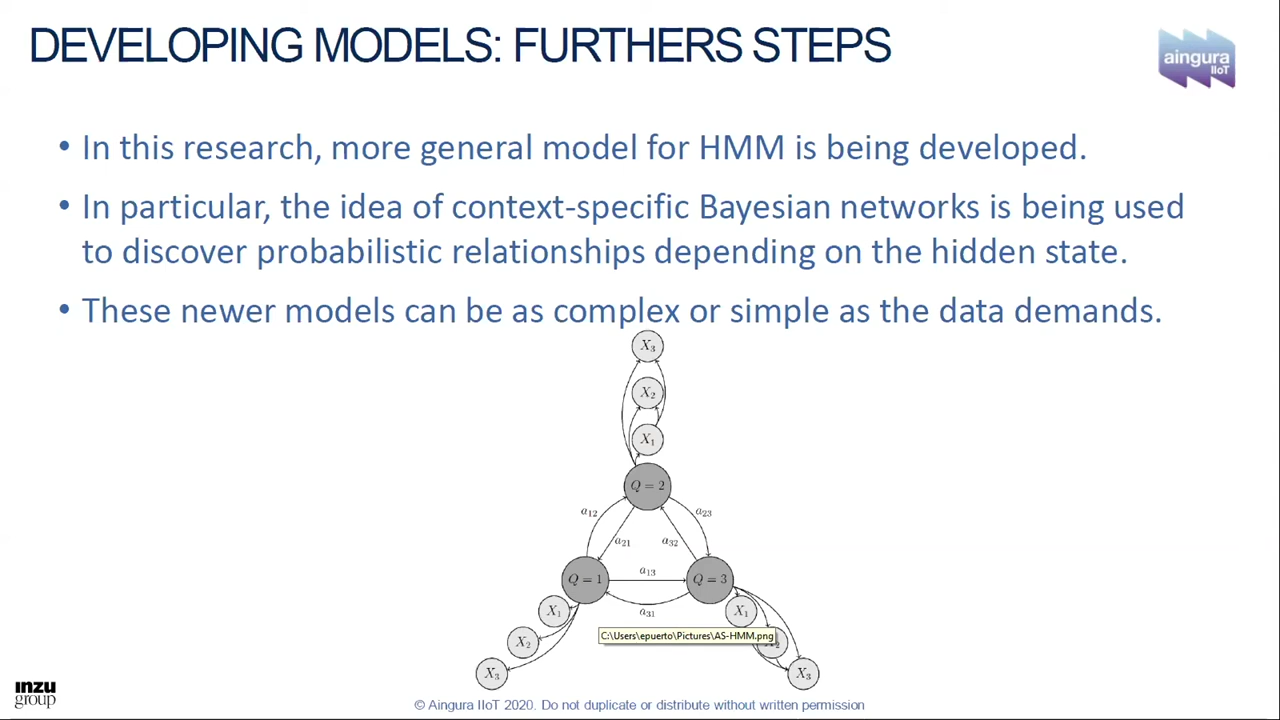 DEVELOPING MODELS: FURTHERS STEPS
aingura
IIoT
• In this research, more general model for HMM is being developed.
• In particular, the idea of context-specific Bayesian networks is being used
to discover probabilistic relationships depending on the hidden state.
• These newer models can be as complex or simple as the data demands.
X₃
X₂
X₁
Q = 2
a₁₂
a₂₃
a₂₁
a₃₂
Q = 1
a₁₃
Q = 3
X₁
a₃₁
X₁
C:\Users\epuerto\Pictures\AS-HMM.png
X₂
X₃
X₃
INZU
group
© Aingura IIoT 2020. Do not duplicate or distribute without written permission